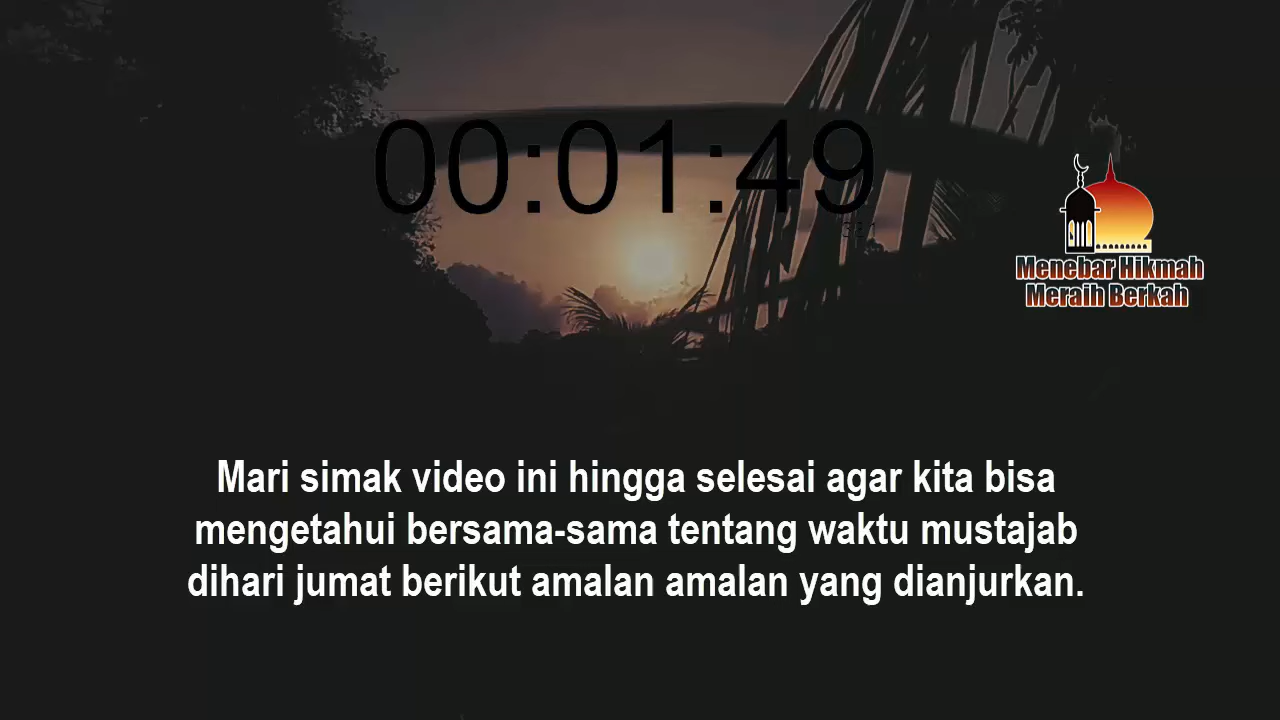 00:01:49
Menebar Hikmah
Meraih Berkah
Mari simak video ini hingga selesai agar kita bisa
mengetahui bersama-sama tentang waktu mustajab
dihari jumat berikut amalan amalan yang dianjurkan.